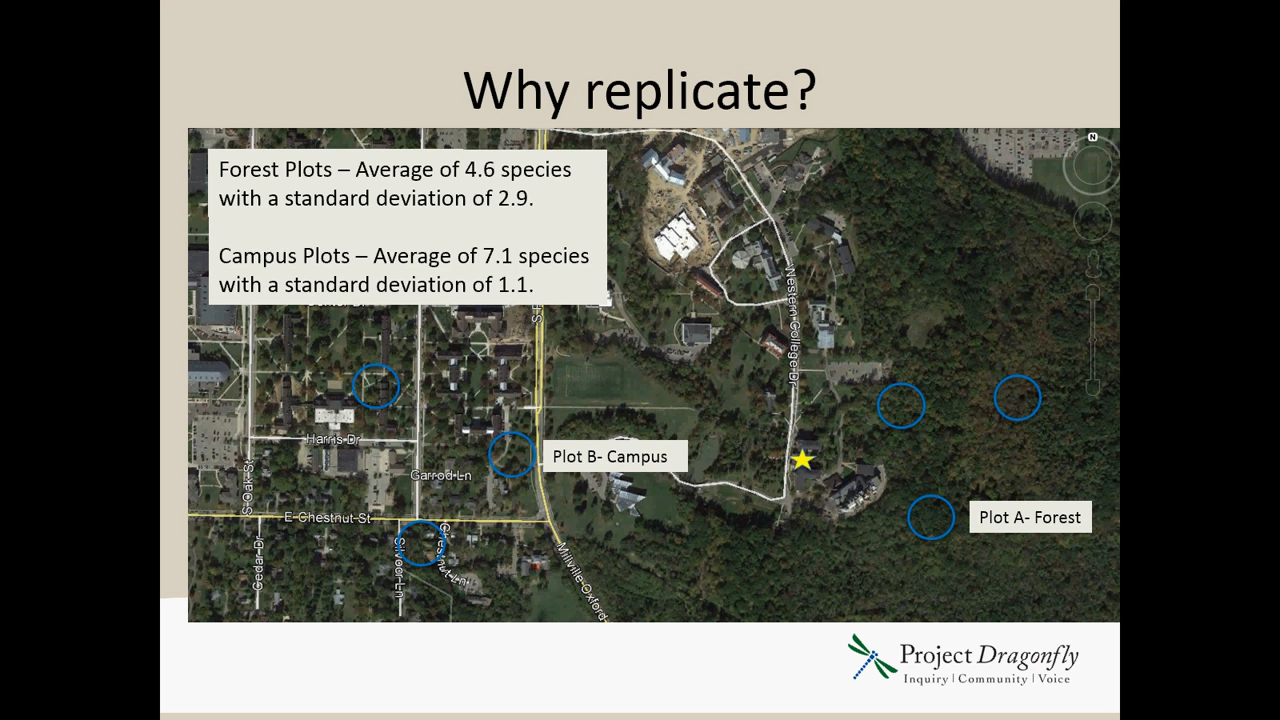 Why replicate?
Forest Plots – Average of 4.6 species
with a standard deviation of 2.9.
Campus Plots – Average of 7.1 species
with a standard deviation of 1.1.
N
Western College Dr
Harris Dr
Plot B- Campus
Garrod Ln
S Oak St
E Chestnut St
Plot A- Forest
Cedar Dr
Chestnut Ln
Millville Oxford
Project Dragonfly
Inquiry | Community | Voice